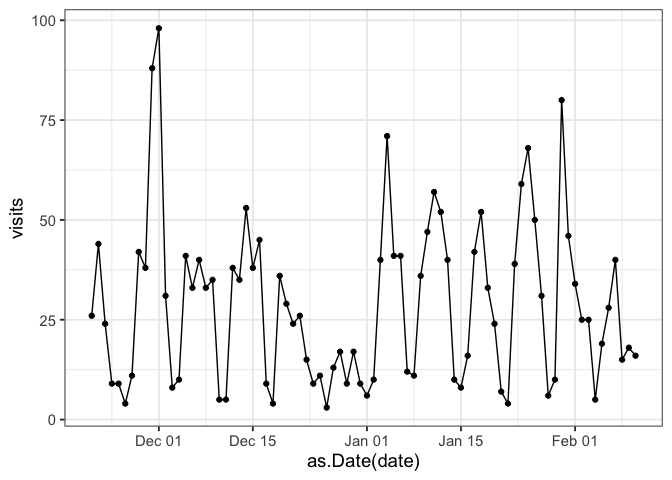 100
75
50
25
0
visits
Dec 01
Dec 15
Jan 01
Jan 15
Feb 01
as.Date(date)